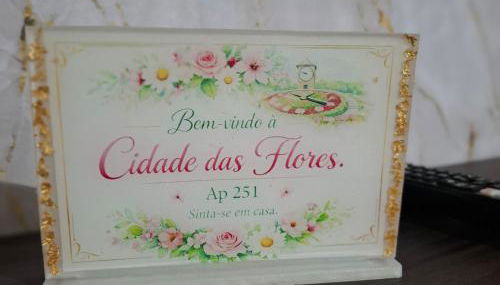 Bem-vindo à
Cidade das Flores.
Ap 251
Sinta-se em casa.